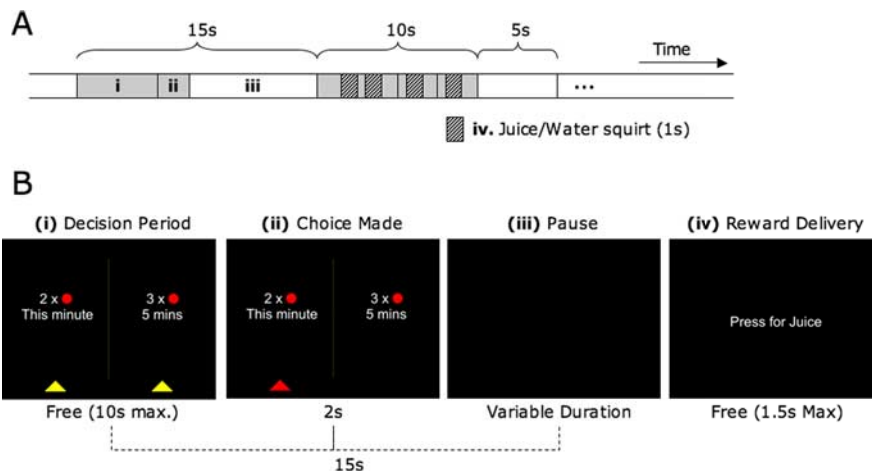 A
15s 10s 5s
Time
i ii iii ...
iv. Juice/Water squirt (1s)
B
(i) Decision Period (ii) Choice Made (iii) Pause (iv) Reward Delivery
2 x 3 x 2 x 3 x
This minute 5 mins This minute 5 mins
Press for Juice
Free (10s max.) 2s Variable Duration Free (1.5s Max)
15s